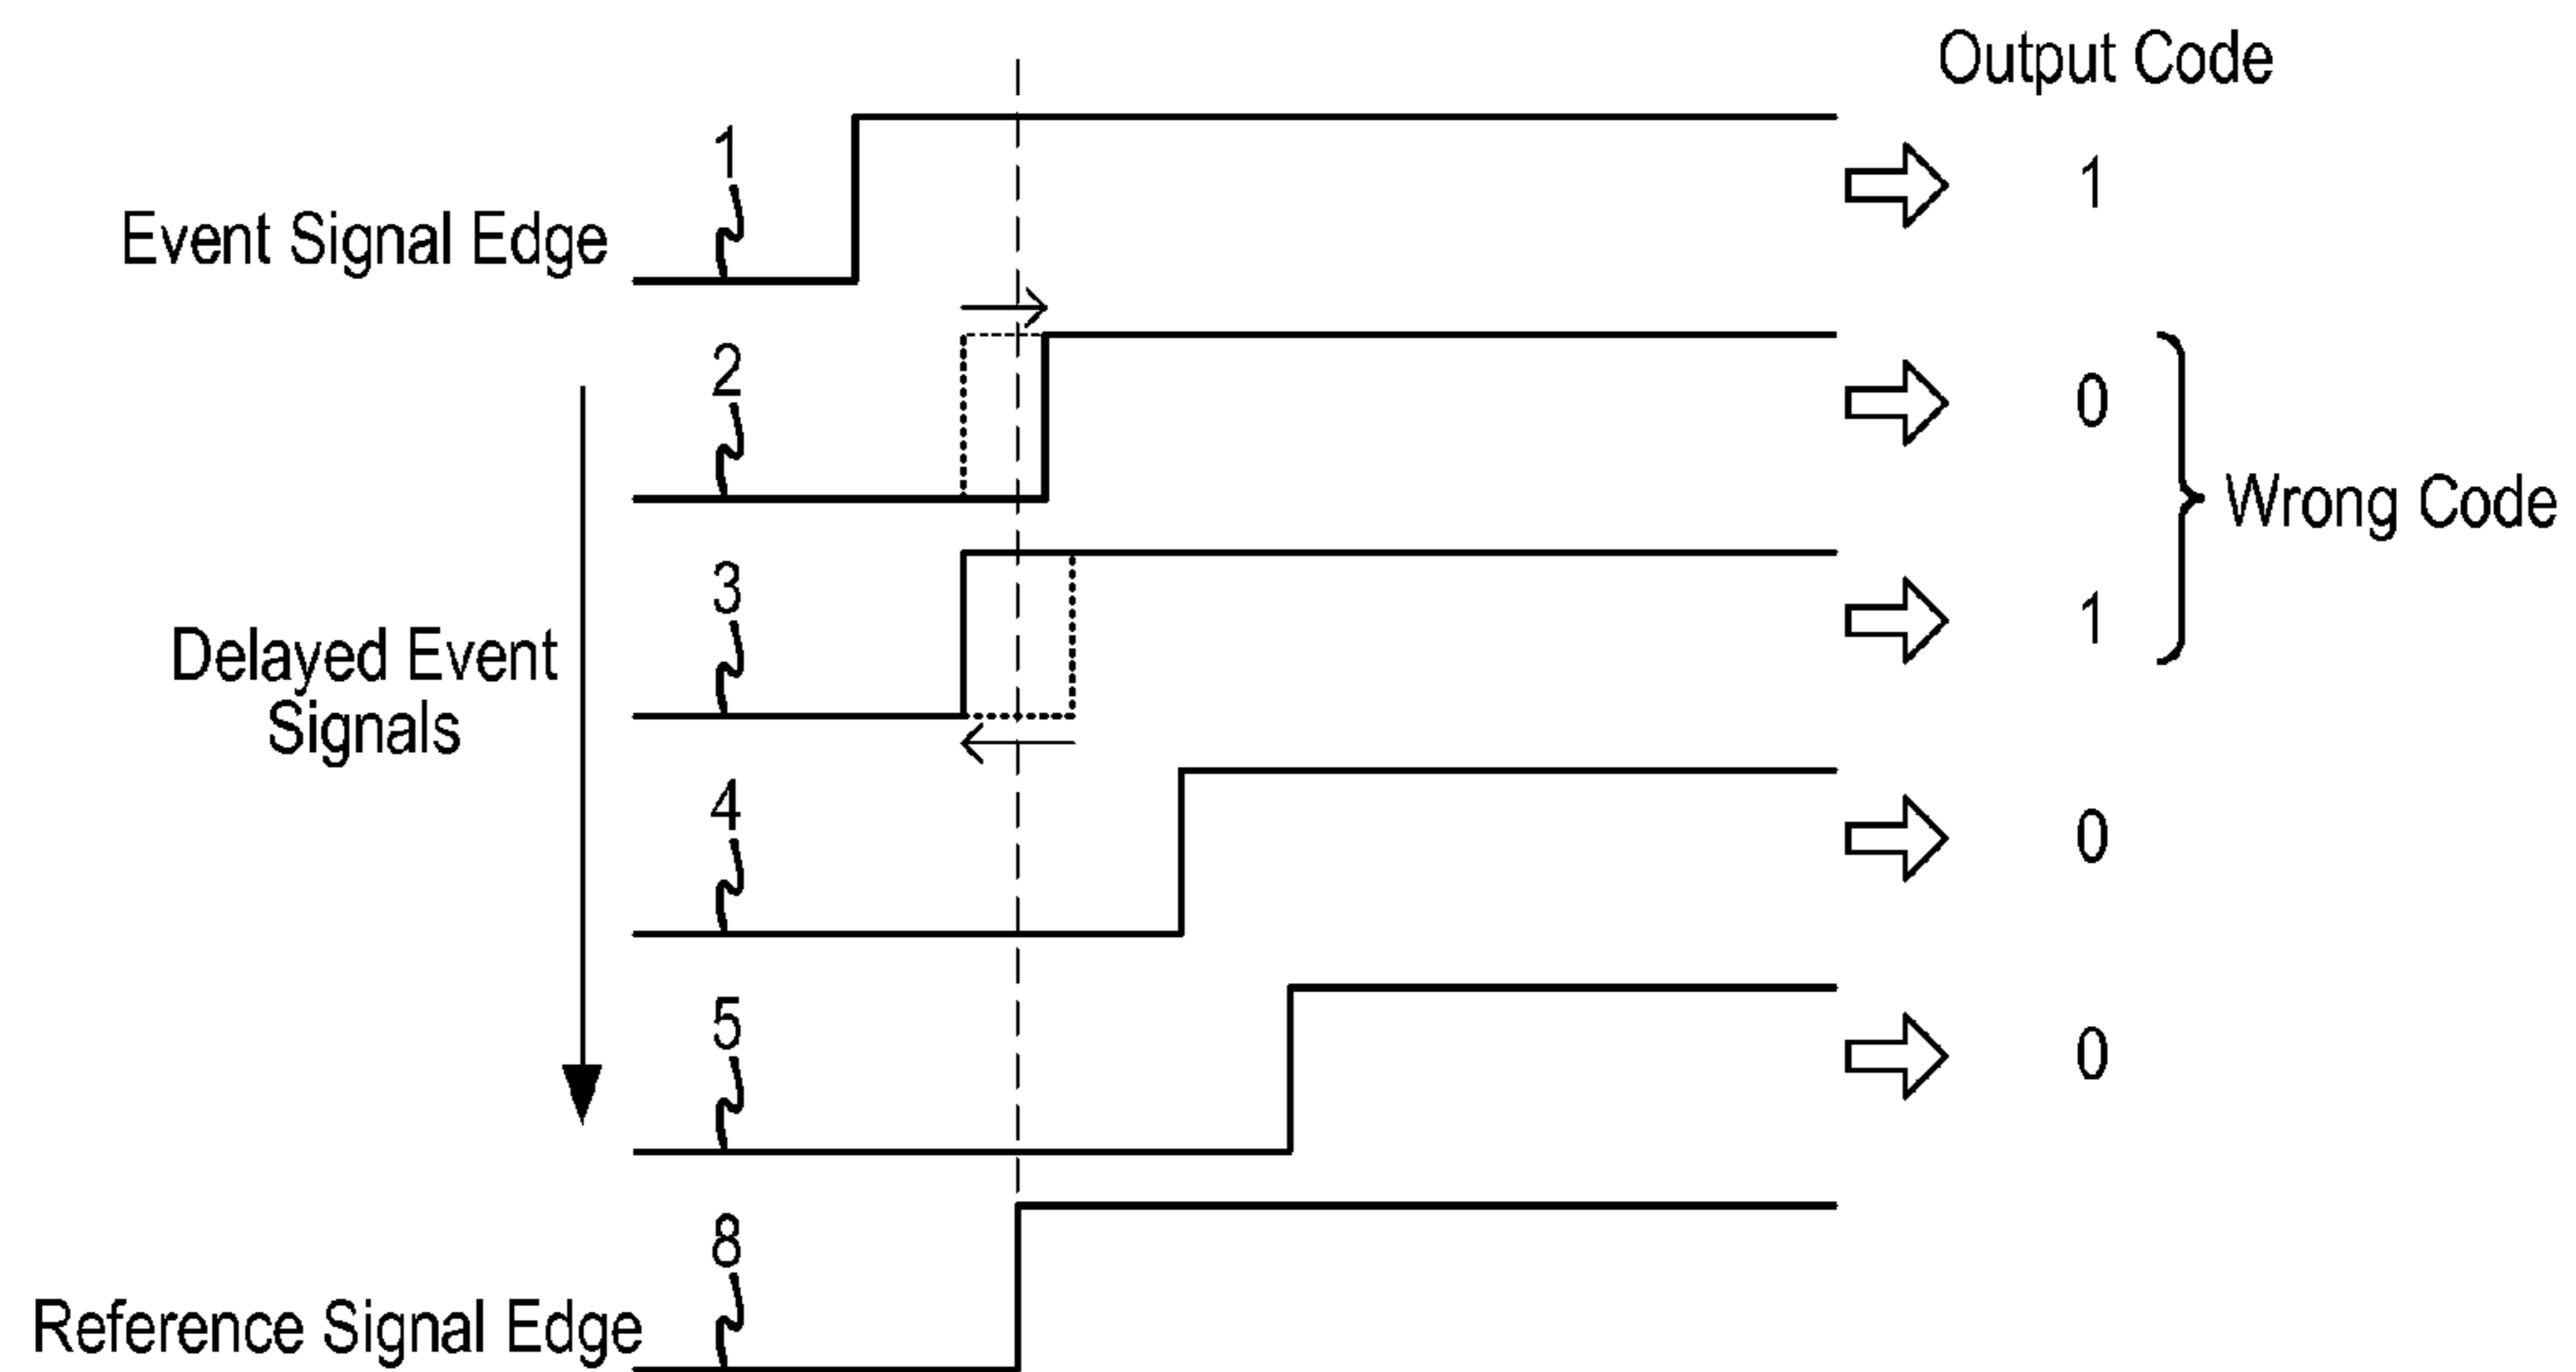 Output Code
1
1
Event Signal Edge
2
0
Wrong Code
3
1
Delayed Event
Signals
4
0
5
0
8
Reference Signal Edge